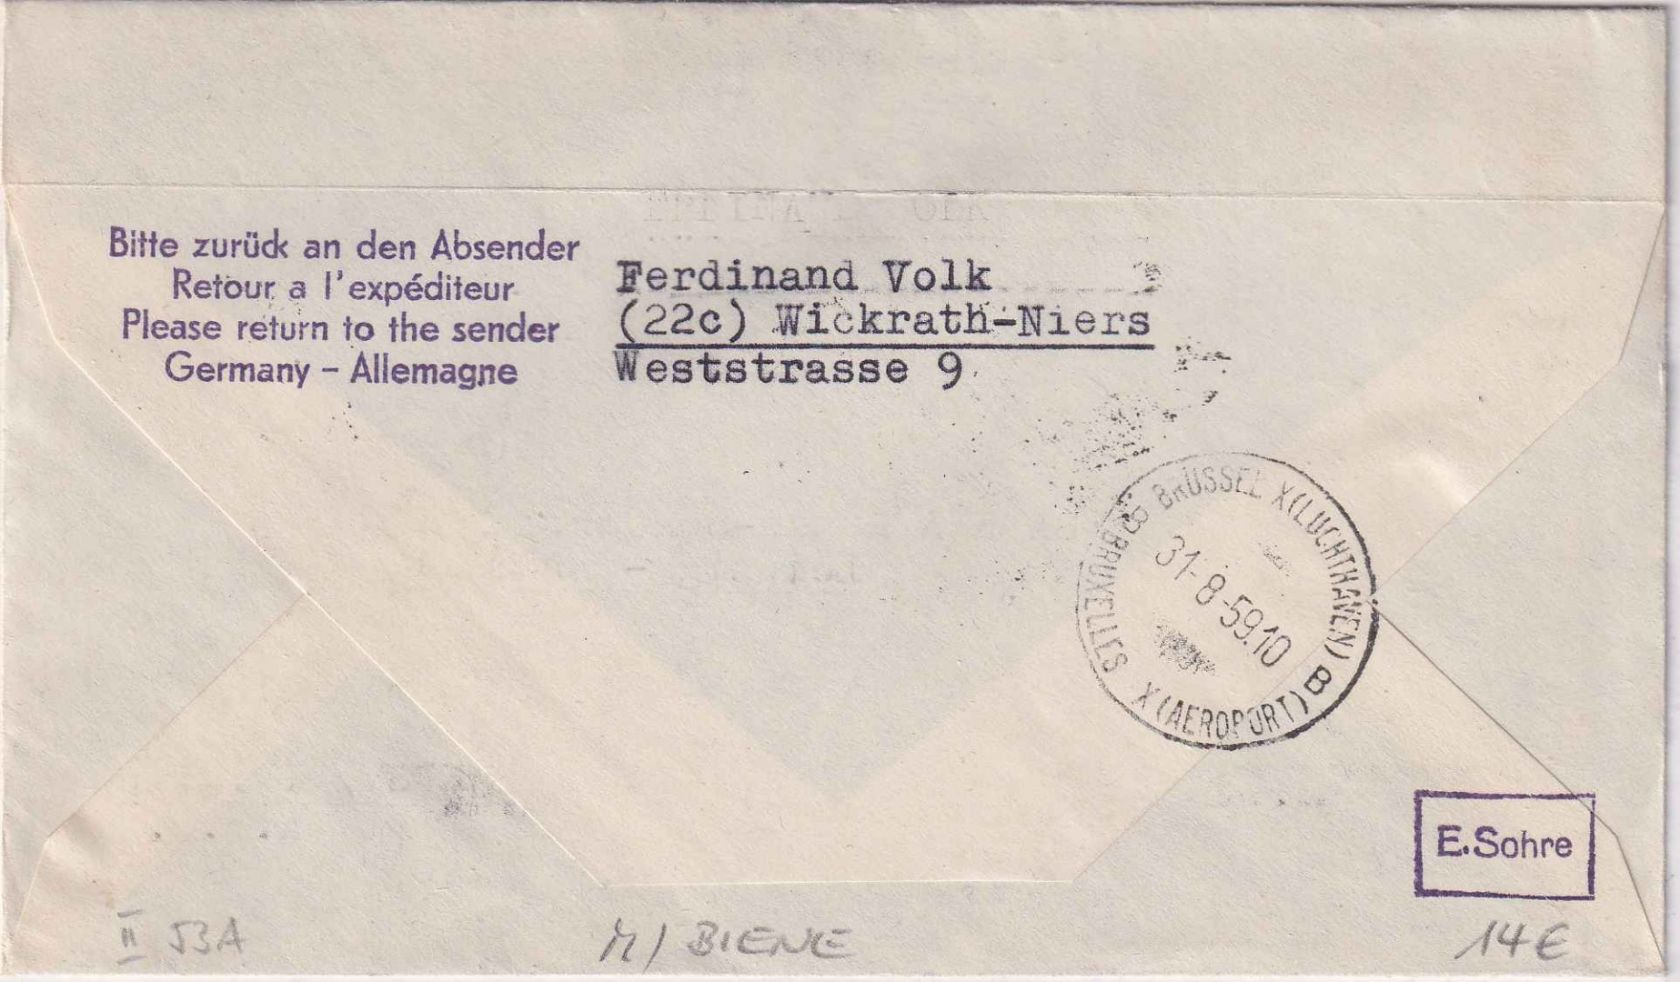 Bitte zurück an den Absender
Retour a l'expéditeur
Please return to the sender
Germany - Allemagne
Ferdinand Volk
(22c) Wickrath-Niers
Weststrasse 9
B BRUSSEL X (LUCHTHAVEN) B
31-8-59.10
BRUXELLES X (AEROPORT)
E.Sohre
II 53A
BIENE
14€